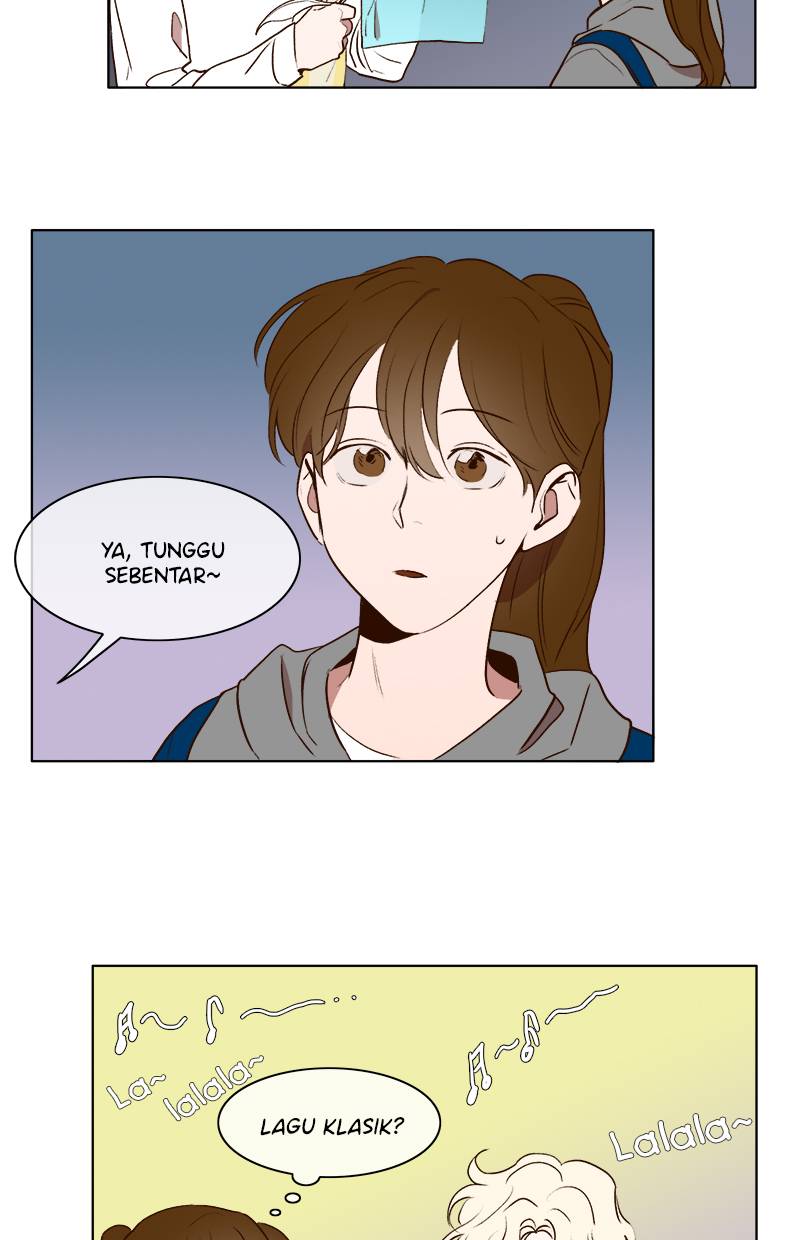 YA, TUNGGU
SEBENTAR~
La~
lalala~
LAGU KLASIK?
Lalala~